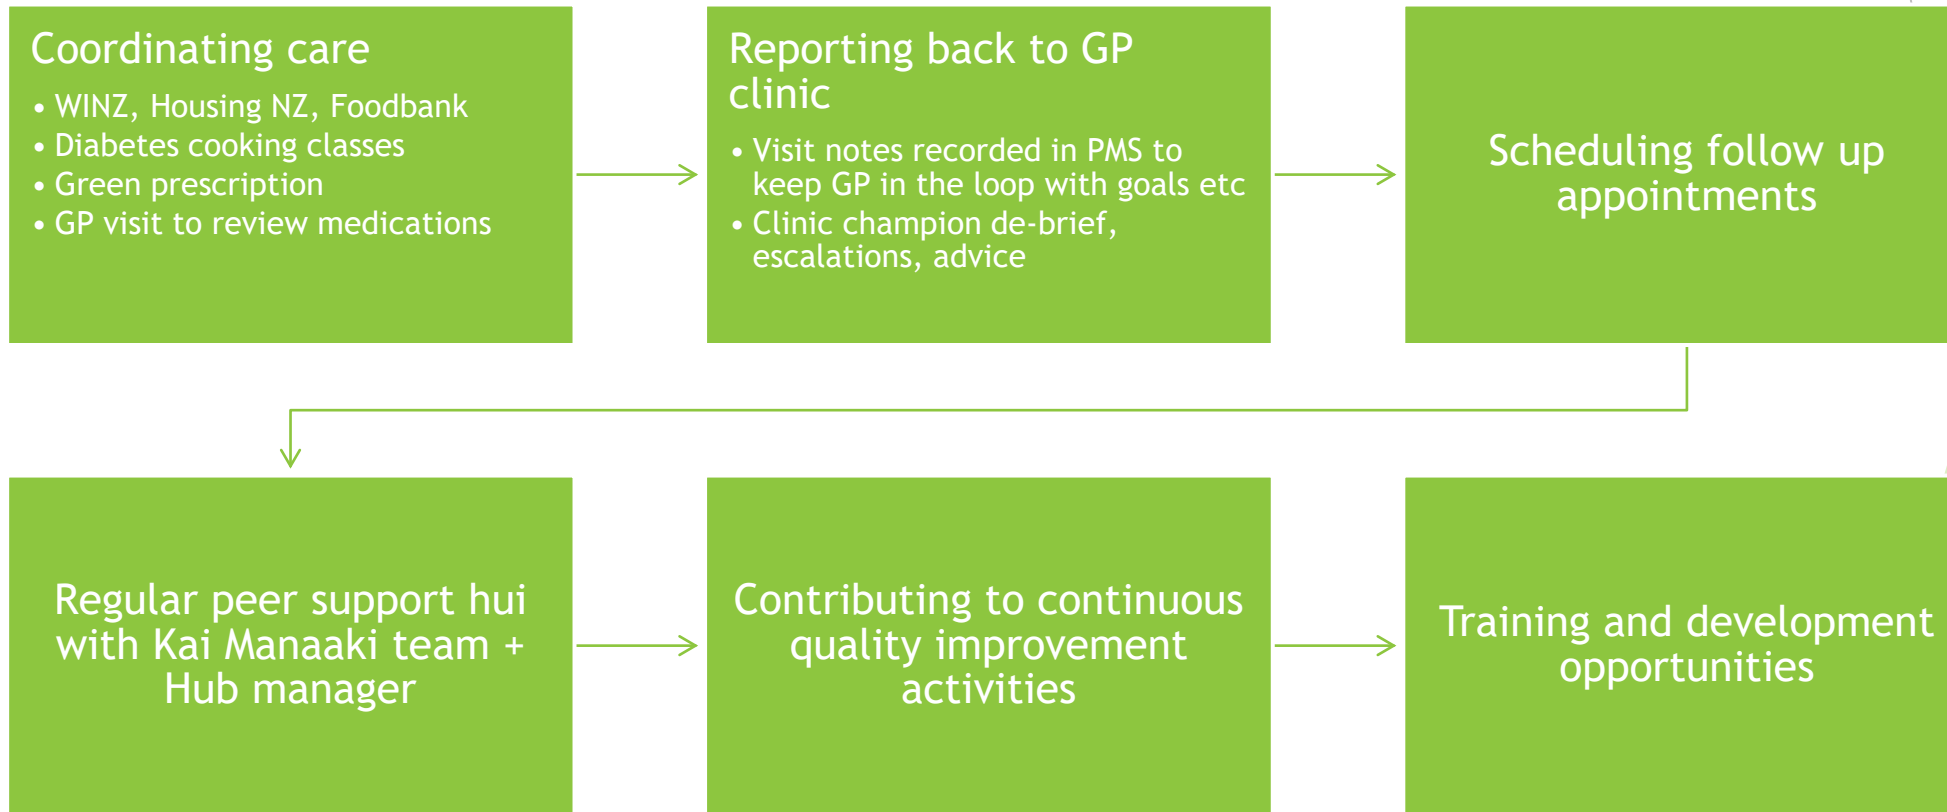 Coordinating care
• WINZ, Housing NZ, Foodbank
• Diabetes cooking classes
• Green prescription
• GP visit to review medications
Reporting back to GP
clinic
• Visit notes recorded in PMS to
keep GP in the loop with goals etc
• Clinic champion de-brief,
escalations, advice
Scheduling follow up
appointments
Regular peer support hui
with Kai Manaaki team +
Hub manager
Contributing to continuous
quality improvement
activities
Training and development
opportunities